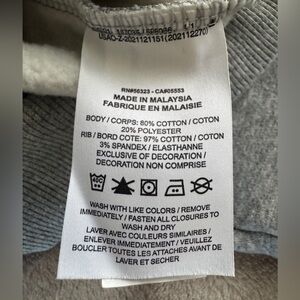 RN#56323 - CA#05553
MADE IN MALAYSIA
FABRIQUE EN MALAISIE
BODY / CORPS: 80% COTTON / COTON
20% POLYESTER
RIB / BORD COTE: 97% COTTON / COTON
3% SPANDEX / ELASTHANNE
EXCLUSIVE OF DECORATION /
DECORATION NON COMPRISE
WASH WITH LIKE COLORS / REMOVE
IMMEDIATELY / FASTEN ALL CLOSURES TO
WASH AND DRY
LAVER AVEC COULEURS SIMILAIRES /
ENLEVER IMMEDIATEMENT / VEUILLEZ
BOUCLER TOUTES LES ATTACHES AVANT DE
LAVER ET SECHER